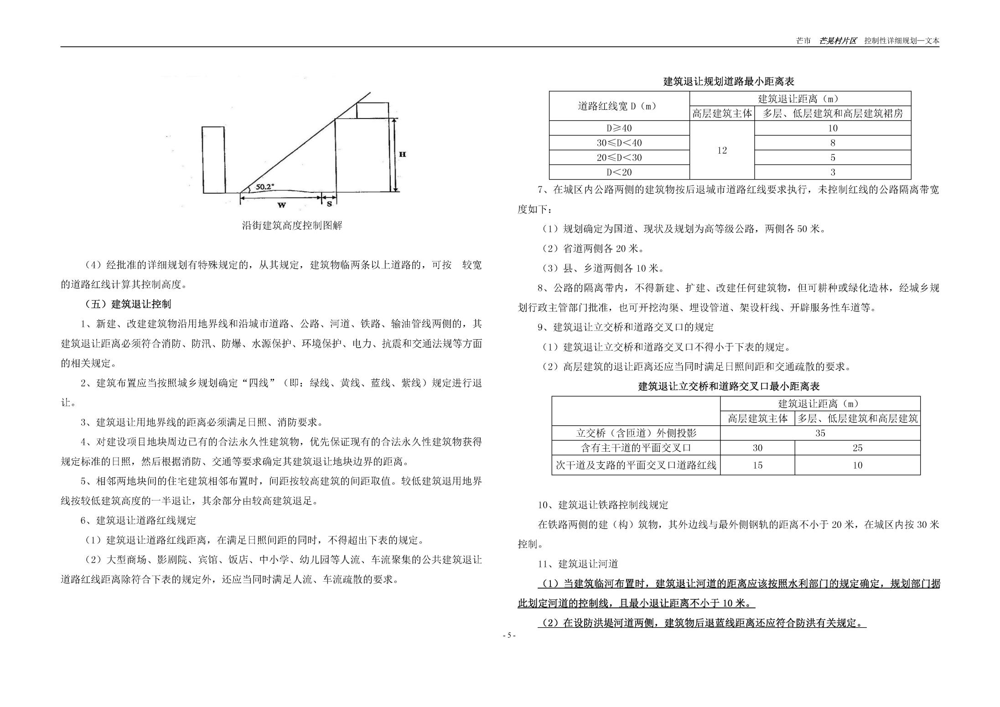 芒市　芒晃村片区　控制性详细规划—文本
50.2°
H
W
S
沿街建筑高度控制图解
（4）经批准的详细规划有特殊规定的，从其规定，建筑物临两条以上道路的，可按　较宽
的道路红线计算其控制高度。
（五）建筑退让控制
1、新建、改建建筑物沿用地界线和沿城市道路、公路、河道、铁路、输油管线两侧的，其
建筑退让距离必须符合消防、防汛、防爆、水源保护、环境保护、电力、抗震和交通法规等方面
的相关规定。
2、建筑布置应当按照城乡规划确定“四线”（即：绿线、黄线、蓝线、紫线）规定进行退
让。
3、建筑退让用地界线的距离必须满足日照、消防要求。
4、对建设项目地块周边已有的合法永久性建筑物，优先保证现有的合法永久性建筑物获得
规定标准的日照，然后根据消防、交通等要求确定其建筑退让地块边界的距离。
5、相邻两地块间的住宅建筑相邻布置时，间距按较高建筑的间距取值。较低建筑退用地界
线按较低建筑高度的一半退让，其余部分由较高建筑退足。
6、建筑退让道路红线规定
（1）建筑退让道路红线距离，在满足日照间距的同时，不得超出下表的规定。
（2）大型商场、影剧院、宾馆、饭店、中小学、幼儿园等人流、车流聚集的公共建筑退让
道路红线距离除符合下表的规定外，还应当同时满足人流、车流疏散的要求。
建筑退让规划道路最小距离表
道路红线宽 D（m）　建筑退让距离（m）
高层建筑主体　多层、低层建筑和高层建筑裙房
D≥40　10
30≤D＜40　8
12
20≤D＜30　5
D＜20　3
7、在城区内公路两侧的建筑物按后退城市道路红线要求执行，未控制红线的公路隔离带宽
度如下：
（1）规划确定为国道、现状及规划为高等级公路，两侧各 50 米。
（2）省道两侧各 20 米。
（3）县、乡道两侧各 10 米。
8、公路的隔离带内，不得新建、扩建、改建任何建筑物，但可耕种或绿化造林，经城乡规
划行政主管部门批准，也可开挖沟渠、埋设管道、架设杆线、开辟服务性车道等。
9、建筑退让立交桥和道路交叉口的规定
（1）建筑退让立交桥和道路交叉口不得小于下表的规定。
（2）高层建筑的退让距离还应当同时满足日照间距和交通疏散的要求。
建筑退让立交桥和道路交叉口最小距离表
建筑退让距离（m）
高层建筑主体　多层、低层建筑和高层建筑
立交桥（含匝道）外侧投影　35
含有主干道的平面交叉口　30　25
次干道及支路的平面交叉口道路红线　15　10
10、建筑退让铁路控制线规定
在铁路两侧的建（构）筑物，其外边线与最外侧钢轨的距离不小于 20 米，在城区内按 30 米
控制。
11、建筑退让河道
（1）当建筑临河布置时，建筑退让河道的距离应该按照水利部门的规定确定，规划部门据
此划定河道的控制线，且最小退让距离不小于 10 米。
（2）在设防洪堤河道两侧，建筑物后退蓝线距离还应符合防洪有关规定。
- 5 -